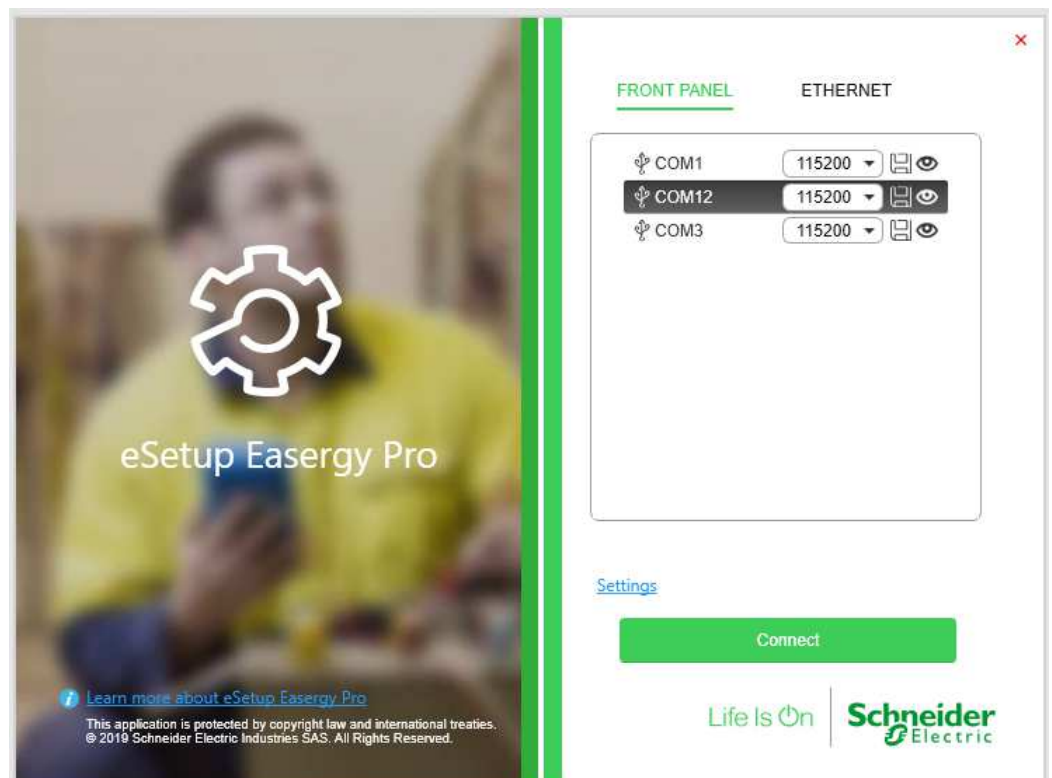 eSetup Easergy Pro
Learn more about eSetup Easergy Pro
This application is protected by copyright law and international treaties.
© 2019 Schneider Electric Industries SAS. All Rights Reserved.
FRONT PANEL ETHERNET
COM1 115200
COM12 115200
COM3 115200
Settings
Connect
Life Is On
Schneider
Electric